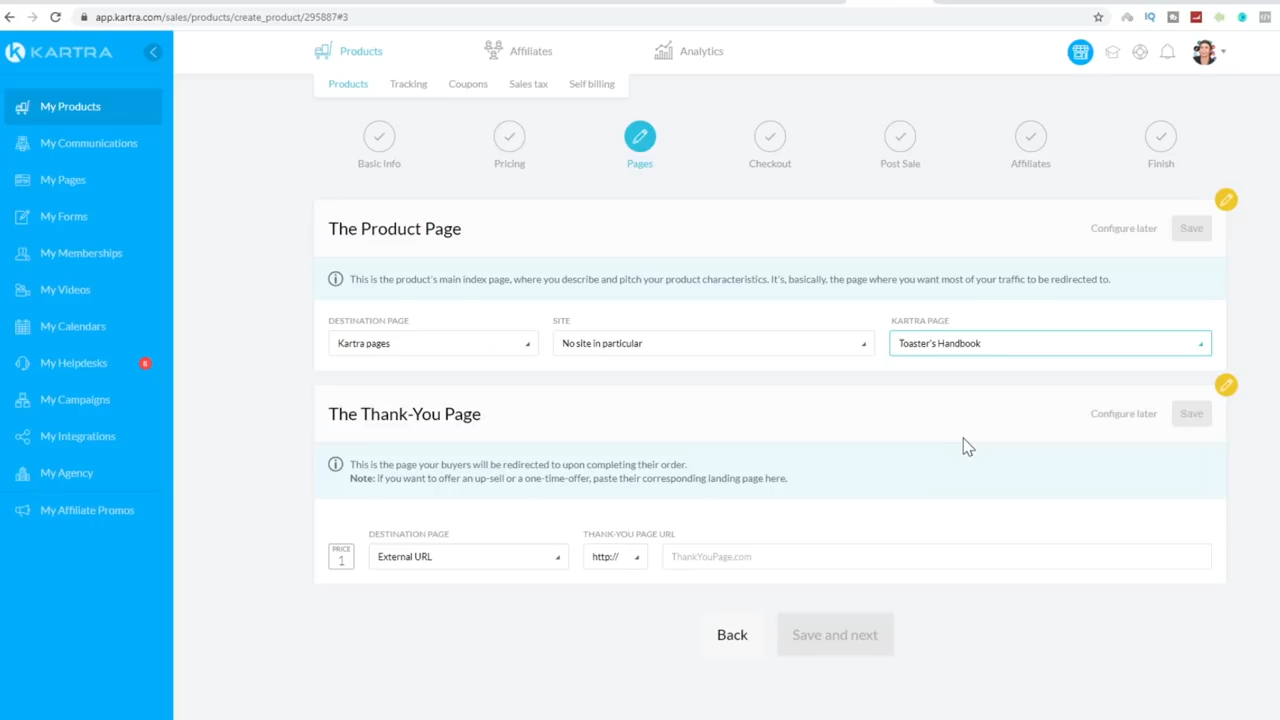 app.kartra.com/sales/products/create_product/295887#3
KARTRA
Products
Affiliates
Analytics
Products
Tracking
Coupons
Sales tax
Self billing
My Products
My Communications
My Pages
My Forms
My Memberships
My Videos
My Calendars
My Helpdesks
8
My Campaigns
My Integrations
My Agency
My Affiliate Promos
Basic Info
Pricing
Pages
Checkout
Post Sale
Affiliates
Finish
The Product Page
Configure later
Save
This is the product's main index page, where you describe and pitch your product characteristics. It's, basically, the page where you want most of your traffic to be redirected to.
DESTINATION PAGE
SITE
KARTRA PAGE
Kartra pages
No site in particular
Toaster's Handbook
The Thank-You Page
Configure later
Save
This is the page your buyers will be redirected to upon completing their order.
Note: if you want to offer an up-sell or a one-time-offer, paste their corresponding landing page here.
DESTINATION PAGE
THANK-YOU PAGE URL
PRICE
1
External URL
http://
ThankYouPage.com
Back
Save and next